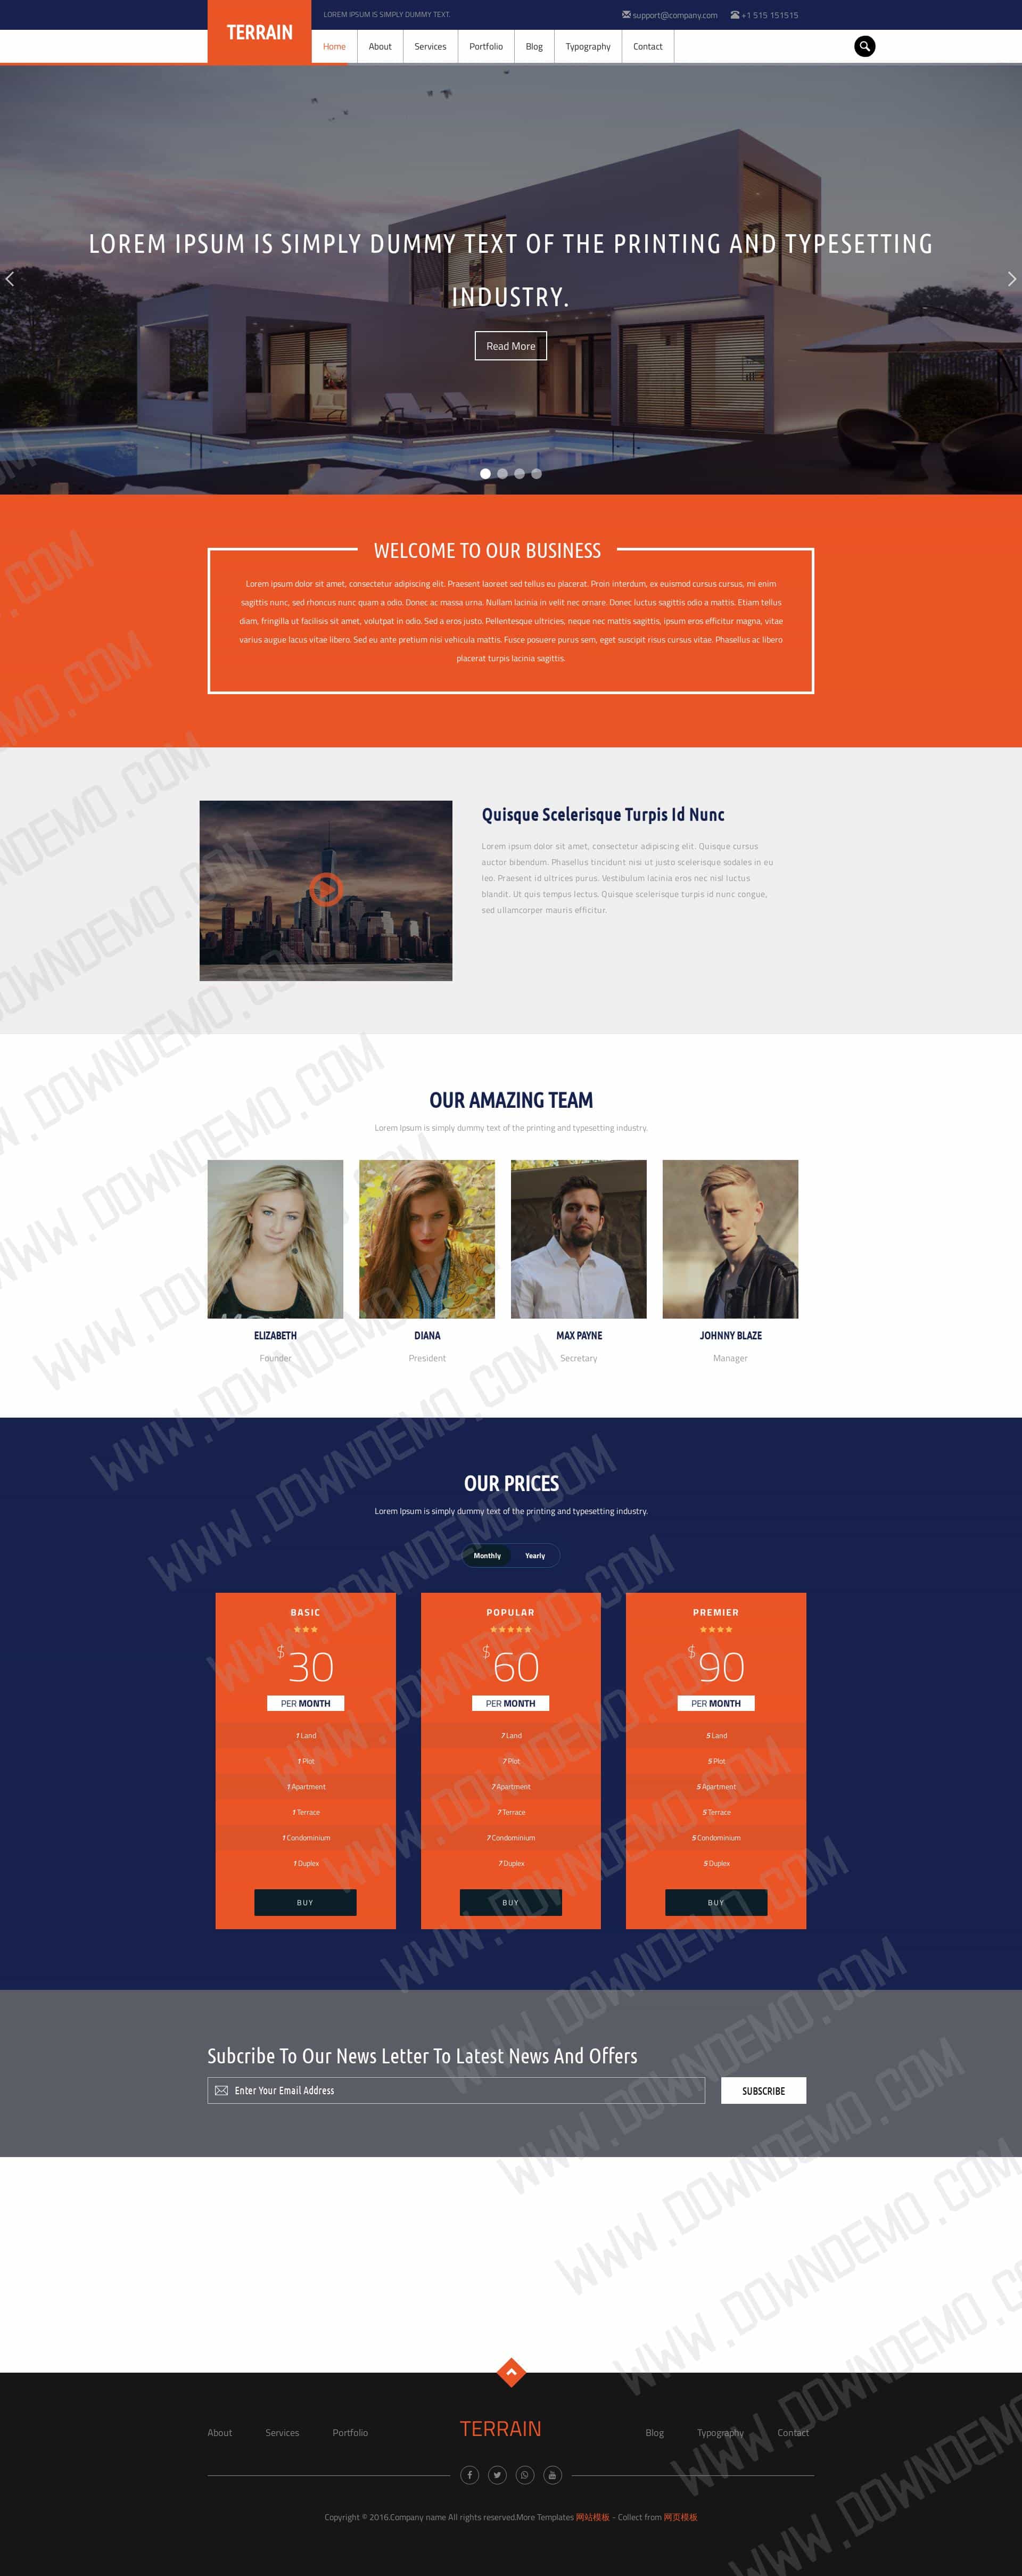 TERRAIN
LOREM IPSUM IS SIMPLY DUMMY TEXT.
support@company.com
+1 515 151515
Home About Services Portfolio Blog Typography Contact
LOREM IPSUM IS SIMPLY DUMMY TEXT OF THE PRINTING AND TYPESETTING
INDUSTRY.
Read More
WELCOME TO OUR BUSINESS
Lorem ipsum dolor sit amet, consectetur adipiscing elit. Praesent laoreet sed tellus eu placerat. Proin interdum, ex euismod cursus cursus, mi enim
sagittis nunc, sed rhoncus nunc quam a odio. Donec ac massa urna. Nullam lacinia in velit nec ornare. Donec luctus sagittis odio a mattis. Etiam tellus
diam, fringilla ut facilisis sit amet, volutpat in odio. Sed a eros justo. Pellentesque ultricies, neque nec mattis sagittis, ipsum eros efficitur magna, vitae
varius augue lacus vitae libero. Sed eu ante pretium nisi vehicula mattis. Fusce posuere purus sem, eget suscipit risus cursus vitae. Phasellus ac libero
placerat turpis lacinia sagittis.
Quisque Scelerisque Turpis Id Nunc
Lorem ipsum dolor sit amet, consectetur adipiscing elit. Quisque cursus
auctor bibendum. Phasellus tincidunt nisi ut justo scelerisque sodales in eu
leo. Praesent id ultrices purus. Vestibulum lacinia eros nec nisl luctus
blandit. Ut quis tempus lectus. Quisque scelerisque turpis id nunc congue,
sed ullamcorper mauris efficitur.
OUR AMAZING TEAM
Lorem Ipsum is simply dummy text of the printing and typesetting industry.
ELIZABETH DIANA MAX PAYNE JOHNNY BLAZE
Founder President Secretary Manager
OUR PRICES
Lorem Ipsum is simply dummy text of the printing and typesetting industry.
Monthly Yearly
BASIC POPULAR PREMIER
$30 $60 $90
PER MONTH PER MONTH PER MONTH
1 Land 7 Land 5 Land
1 Plot 7 Plot 5 Plot
1 Apartment 7 Apartment 5 Apartment
1 Terrace 7 Terrace 5 Terrace
1 Condominium 7 Condominium 5 Condominium
1 Duplex 7 Duplex 5 Duplex
BUY BUY BUY
Subcribe To Our News Letter To Latest News And Offers
Enter Your Email Address
SUBSCRIBE
About Services Portfolio TERRAIN Blog Typography Contact
Copyright © 2016.Company name All rights reserved.More Templates 网站模板 - Collect from 网页模板
WWW.DOWNDEMO.COM